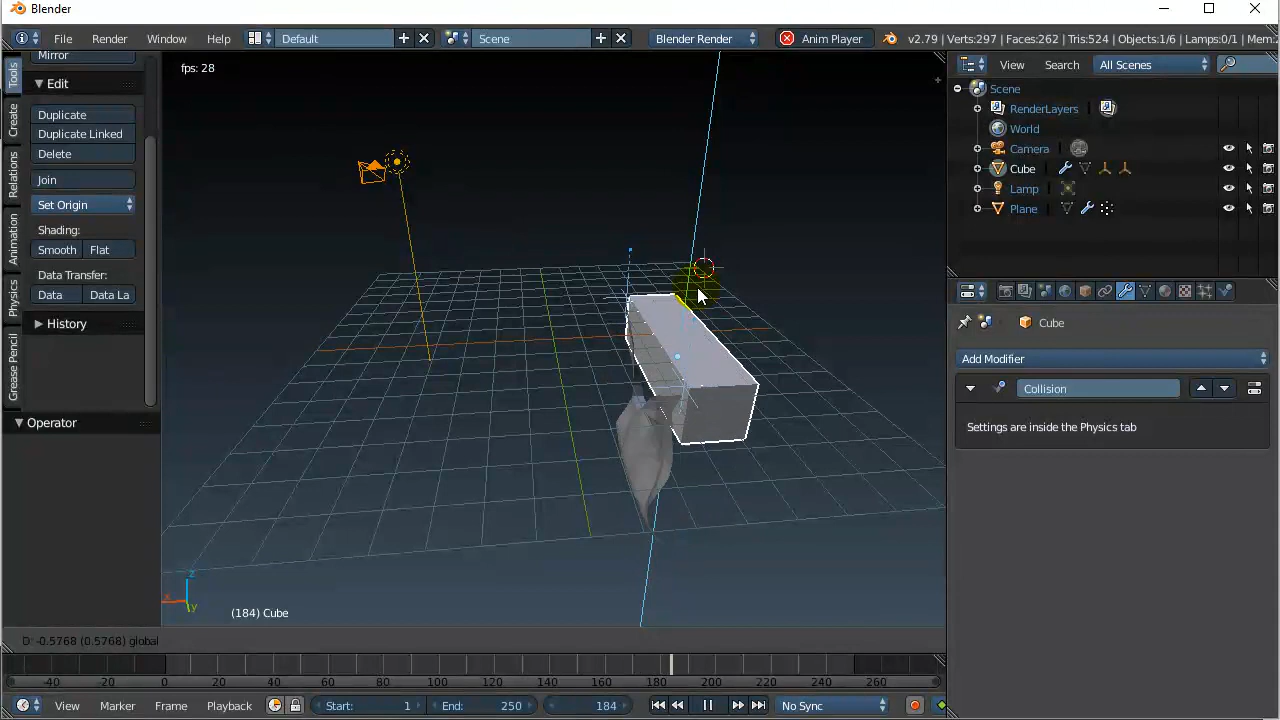 Blender
File Render Window Help Default Scene Blender Render Anim Player v2.79 | Verts:297 | Faces:262 | Tris:524 | Objects:1/6 | Lamps:0/1 | Mem:
Mirror
Edit
Duplicate
Duplicate Linked
Delete
Join
Set Origin
Shading:
Smooth Flat
Data Transfer:
Data Data La
History
Operator
Tools
Create
Relations
Animation
Physics
Grease Pencil
fps: 28
x
z
y
(184) Cube
D: -0.5768 (0.5768) global
View Search All Scenes
Scene
RenderLayers
World
Camera
Cube
Lamp
Plane
Cube
Add Modifier
Collision
Settings are inside the Physics tab
-40 -20 0 20 40 60 80 100 120 140 160 180 200 220 240 260
View Marker Frame Playback Start: 1 End: 250 184 No Sync